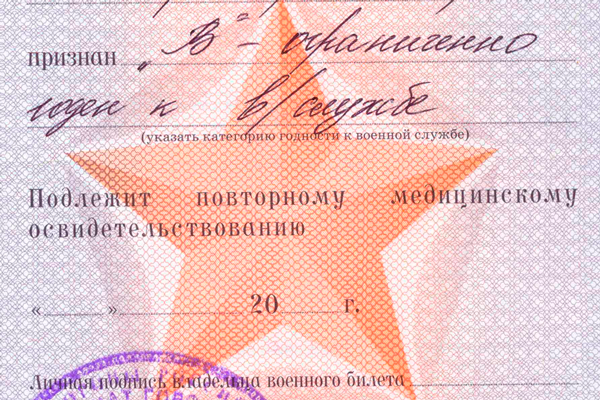 признан „В" – ограниченно
годен к в/службе
(указать категорию годности к военной службе)
Подлежит повторному медицинскому
освидетельствованию
« » 20 г.
Личная подпись владельца военного билета